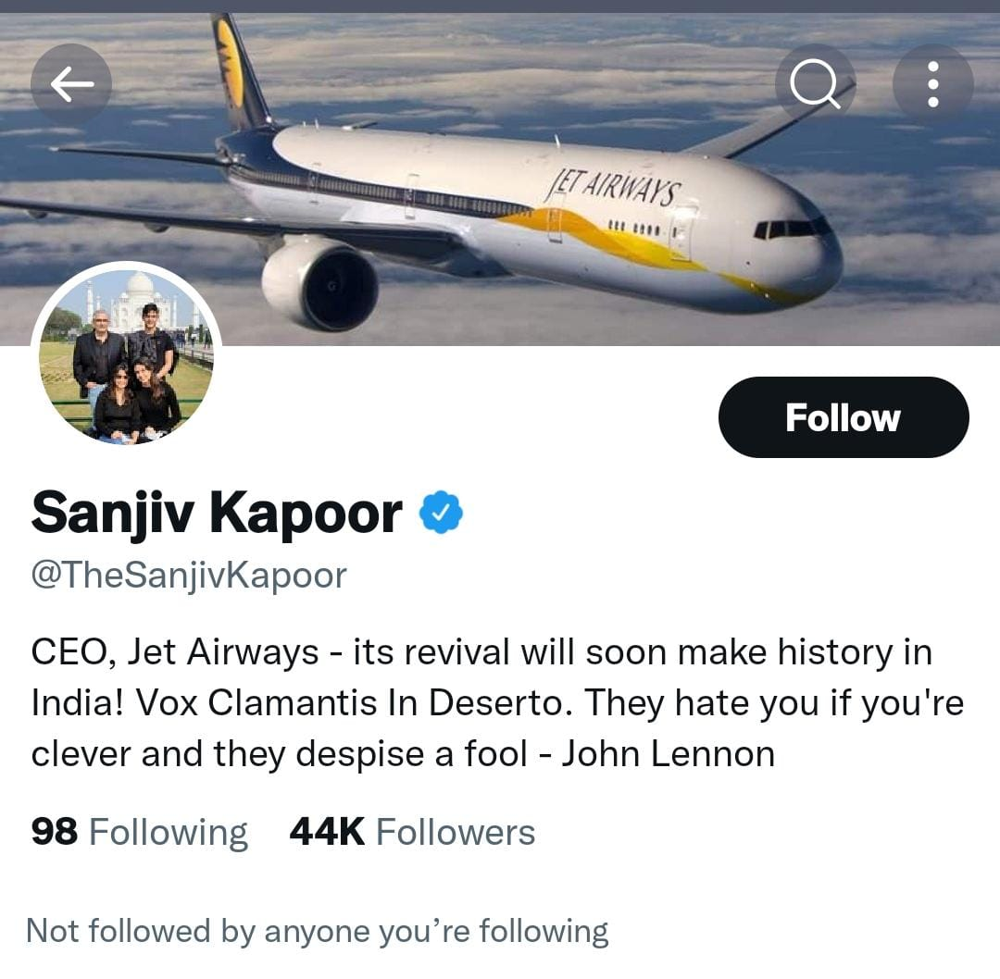 JET AIRWAYS
Follow
Sanjiv Kapoor
@TheSanjivKapoor
CEO, Jet Airways - its revival will soon make history in
India! Vox Clamantis In Deserto. They hate you if you're
clever and they despise a fool - John Lennon
98 Following 44K Followers
Not followed by anyone you’re following